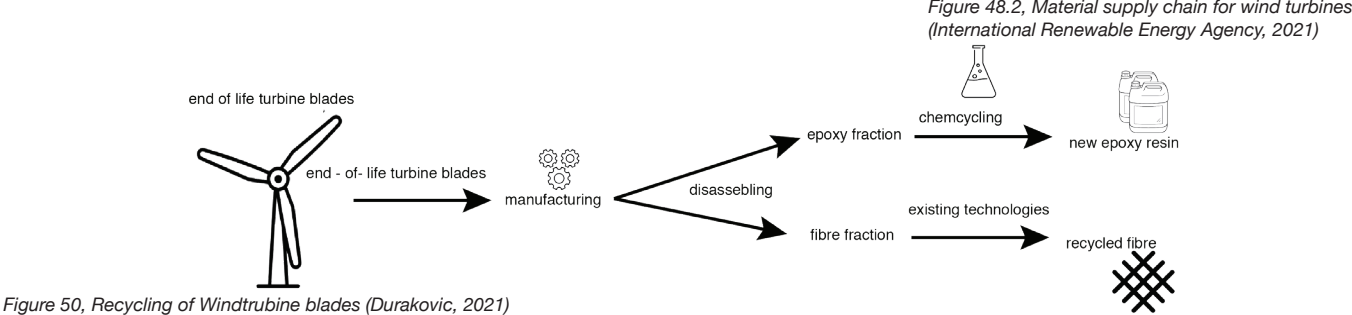 Figure 48.2, Material supply chain for wind turbines
(International Renewable Energy Agency, 2021)
end of life turbine blades
end - of- life turbine blades
manufacturing
disassebling
epoxy fraction
chemcycling
new epoxy resin
fibre fraction
existing technologies
recycled fibre
Figure 50, Recycling of Windtrubine blades (Durakovic, 2021)